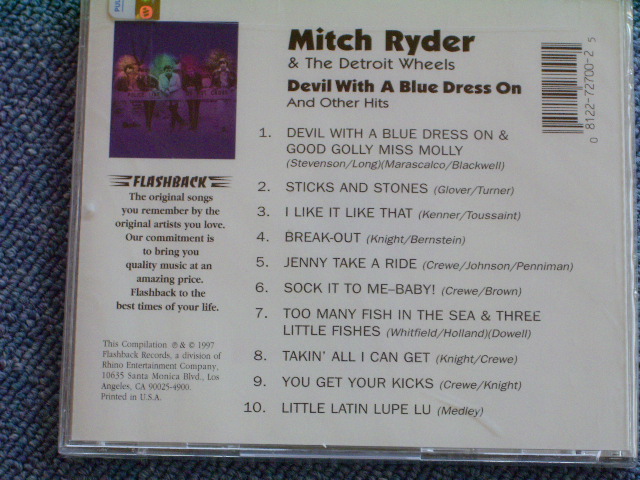 Mitch Ryder
& The Detroit Wheels
Devil With A Blue Dress On
And Other Hits
1. DEVIL WITH A BLUE DRESS ON &
GOOD GOLLY MISS MOLLY
(Stevenson/Long)(Marascalco/Blackwell)
2. STICKS AND STONES (Glover/Turner)
3. I LIKE IT LIKE THAT (Kenner/Toussaint)
4. BREAK-OUT (Knight/Bernstein)
5. JENNY TAKE A RIDE (Crewe/Johnson/Penniman)
6. SOCK IT TO ME–BABY! (Crewe/Brown)
7. TOO MANY FISH IN THE SEA & THREE
LITTLE FISHES (Whitfield/Holland)(Dowell)
8. TAKIN' ALL I CAN GET (Knight/Crewe)
9. YOU GET YOUR KICKS (Crewe/Knight)
10. LITTLE LATIN LUPE LU (Medley)
FLASHBACK
The original songs
you remember by the
original artists you love.
Our commitment is
to bring you
quality music at an
amazing price.
Flashback to the
best times of your life.
This Compilation ℗ & © 1997
Flashback Records, a division of
Rhino Entertainment Company,
10635 Santa Monica Blvd., Los
Angeles, CA 90025-4900.
Printed in U.S.A.
0 8122-72700-2 5